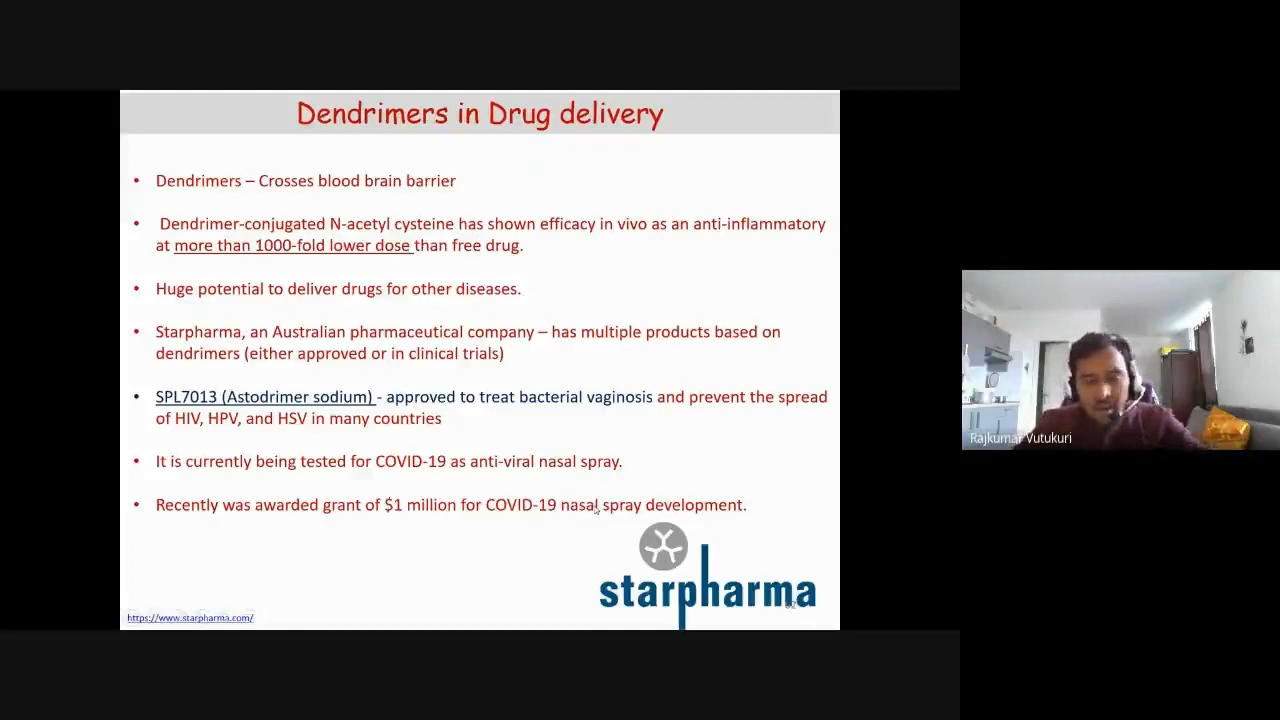 Dendrimers in Drug delivery
• Dendrimers – Crosses blood brain barrier
• Dendrimer-conjugated N-acetyl cysteine has shown efficacy in vivo as an anti-inflammatory
at more than 1000-fold lower dose than free drug.
• Huge potential to deliver drugs for other diseases.
• Starpharma, an Australian pharmaceutical company – has multiple products based on
dendrimers (either approved or in clinical trials)
• SPL7013 (Astodrimer sodium) - approved to treat bacterial vaginosis and prevent the spread
of HIV, HPV, and HSV in many countries
• It is currently being tested for COVID-19 as anti-viral nasal spray.
• Recently was awarded grant of $1 million for COVID-19 nasal spray development.
starpharma
https://www.starpharma.com/
Rajkumar Vutukuri